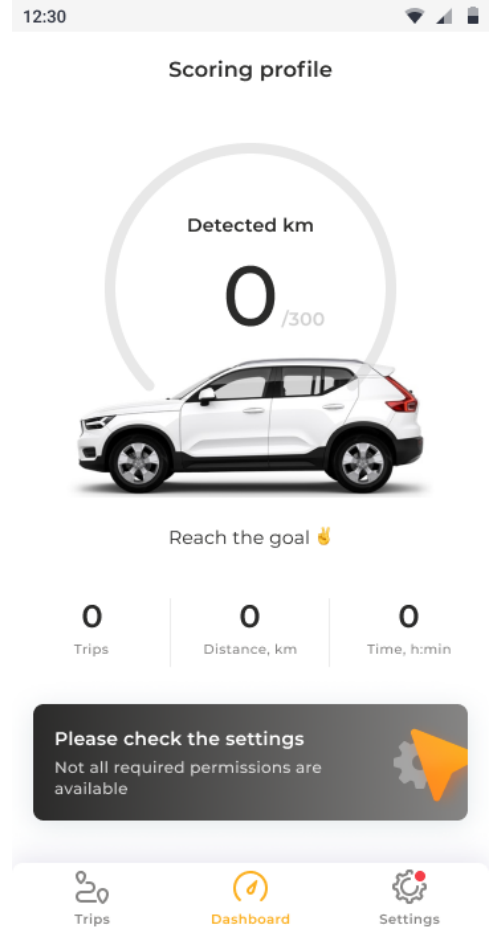 12:30
Scoring profile
Detected km
0 /300
Reach the goal ✌️
0 0 0
Trips Distance, km Time, h:min
Please check the settings
Not all required permissions are
available
Trips Dashboard Settings